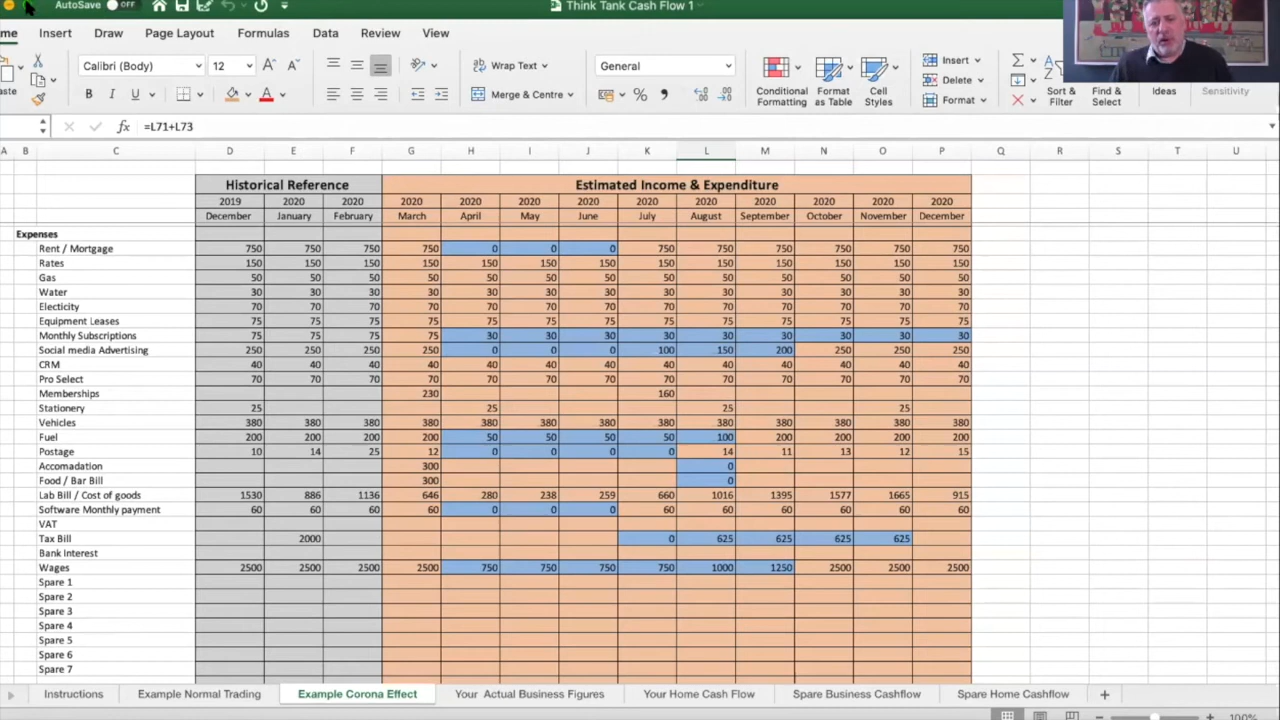 AutoSave OFF Think Tank Cash Flow 1
me Insert Draw Page Layout Formulas Data Review View
Calibri (Body) 12 A^ Aˇ Wrap Text General Insert Σ
Delete
aste B I U A Merge & Centre % Conditional Formatting Format as Table Cell Styles Format Sort & Filter Find & Select Ideas Sensitivity
fx =L71+L73
A B C D E F G H I J K L M N O P Q R S T U
Historical Reference Estimated Income & Expenditure
2019 2020 2020 2020 2020 2020 2020 2020 2020 2020 2020 2020 2020
December January February March April May June July August September October November December
Expenses
Rent / Mortgage 750 750 750 750 0 0 0 750 750 750 750 750 750
Rates 150 150 150 150 150 150 150 150 150 150 150 150 150
Gas 50 50 50 50 50 50 50 50 50 50 50 50 50
Water 30 30 30 30 30 30 30 30 30 30 30 30 30
Electicity 70 70 70 70 70 70 70 70 70 70 70 70 70
Equipment Leases 75 75 75 75 75 75 75 75 75 75 75 75 75
Monthly Subscriptions 75 75 75 75 30 30 30 30 30 30 30 30 30
Social media Advertising 250 250 250 250 0 0 0 100 150 200 250 250 250
CRM 40 40 40 40 40 40 40 40 40 40 40 40 40
Pro Select 70 70 70 70 70 70 70 70 70 70 70 70 70
Memberships 230 160
Stationery 25 25 25 25
Vehicles 380 380 380 380 380 380 380 380 380 380 380 380 380
Fuel 200 200 200 200 50 50 50 50 100 200 200 200 200
Postage 10 14 25 12 0 0 0 0 14 11 13 12 15
Accomadation 300 0
Food / Bar Bill 300 0
Lab Bill / Cost of goods 1530 886 1136 646 280 238 259 660 1016 1395 1577 1665 915
Software Monthly payment 60 60 60 60 0 0 0 60 60 60 60 60 60
VAT
Tax Bill 2000 0 625 625 625 625
Bank Interest
Wages 2500 2500 2500 2500 750 750 750 750 1000 1250 2500 2500 2500
Spare 1
Spare 2
Spare 3
Spare 4
Spare 5
Spare 6
Spare 7
Instructions Example Normal Trading Example Corona Effect Your Actual Business Figures Your Home Cash Flow Spare Business Cashflow Spare Home Cashflow +
100%